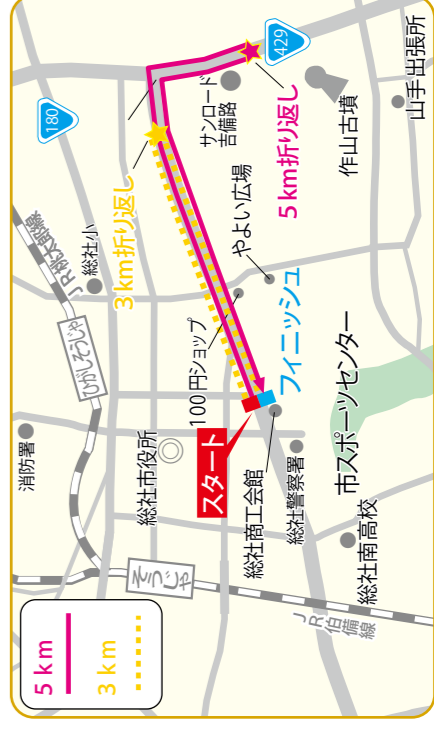 5 km
3 km
消防署
ひがしそうじゃ
JR桃太郎線
180
総社小
総社市役所
そうじゃ
3km折り返し
100円ショップ
スタート
フィニッシュ
やよい広場
サンロード
吉備路
429
5km折り返し
作山古墳
山手出張所
総社商工会館
総社警察署
市スポーツセンター
総社南高校
JR伯備線